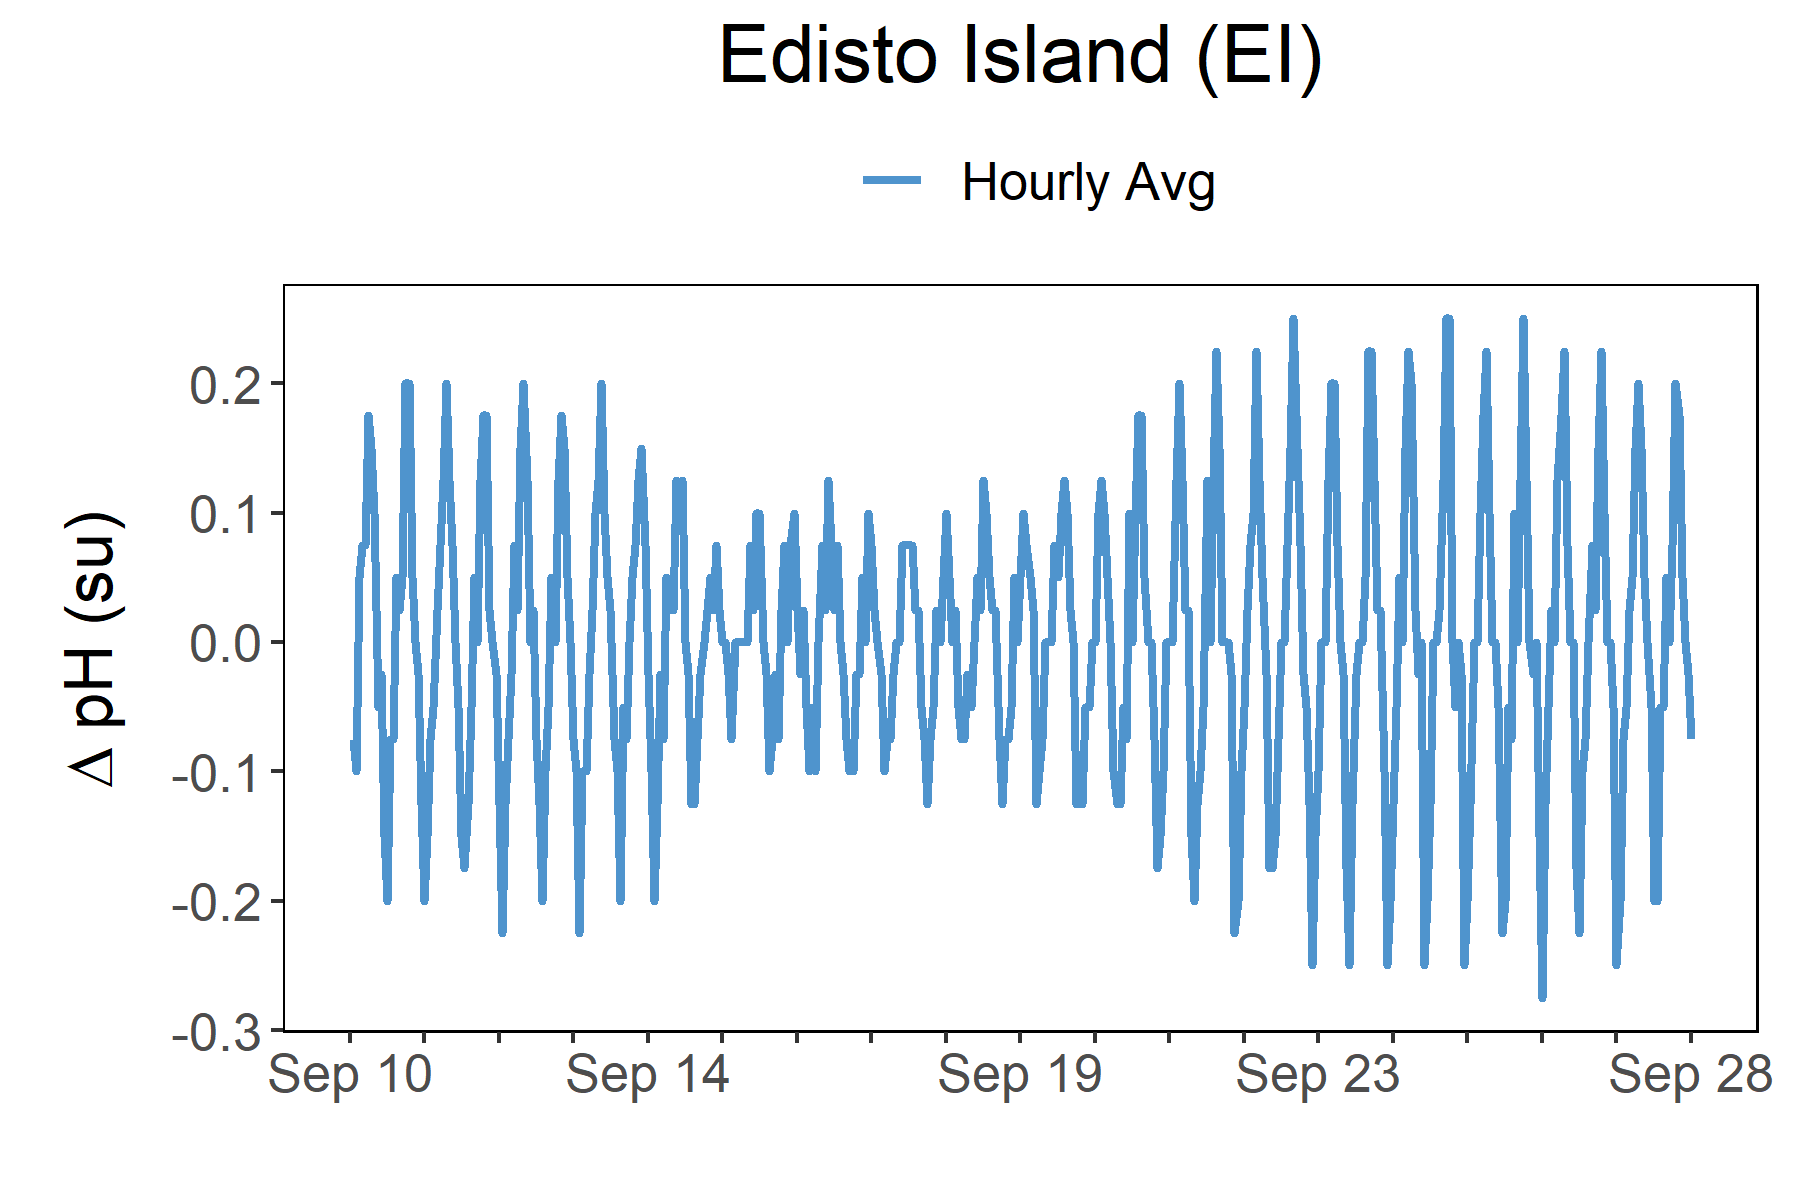 Edisto Island (EI)
Hourly Avg
Δ pH (su)
0.2
0.1
0.0
-0.1
-0.2
-0.3
Sep 10 Sep 14 Sep 19 Sep 23 Sep 28